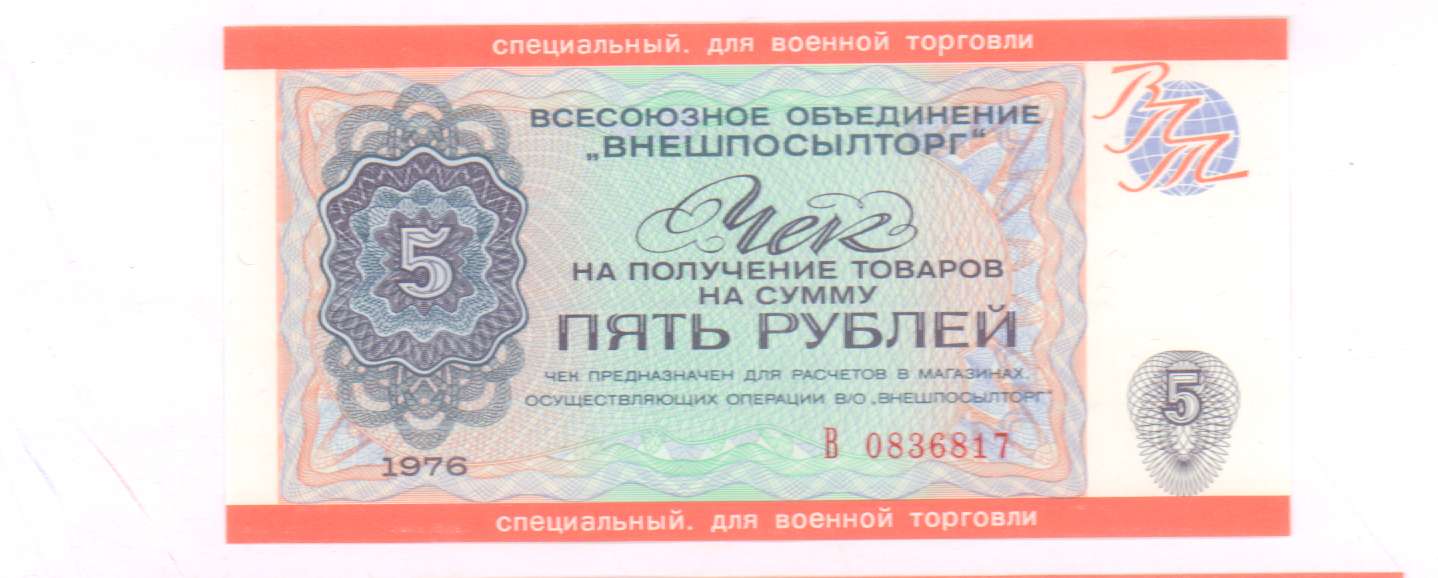 специальный. для военной торговли
ВПТ
ВСЕСОЮЗНОЕ ОБЪЕДИНЕНИЕ
„ВНЕШПОСЫЛТОРГ“
Чек
НА ПОЛУЧЕНИЕ ТОВАРОВ
НА СУММУ
ПЯТЬ РУБЛЕЙ
5
ЧЕК ПРЕДНАЗНАЧЕН ДЛЯ РАСЧЕТОВ В МАГАЗИНАХ,
ОСУЩЕСТВЛЯЮЩИХ ОПЕРАЦИИ В/О „ВНЕШПОСЫЛТОРГ“
5
В 0836817
1976
специальный. для военной торговли